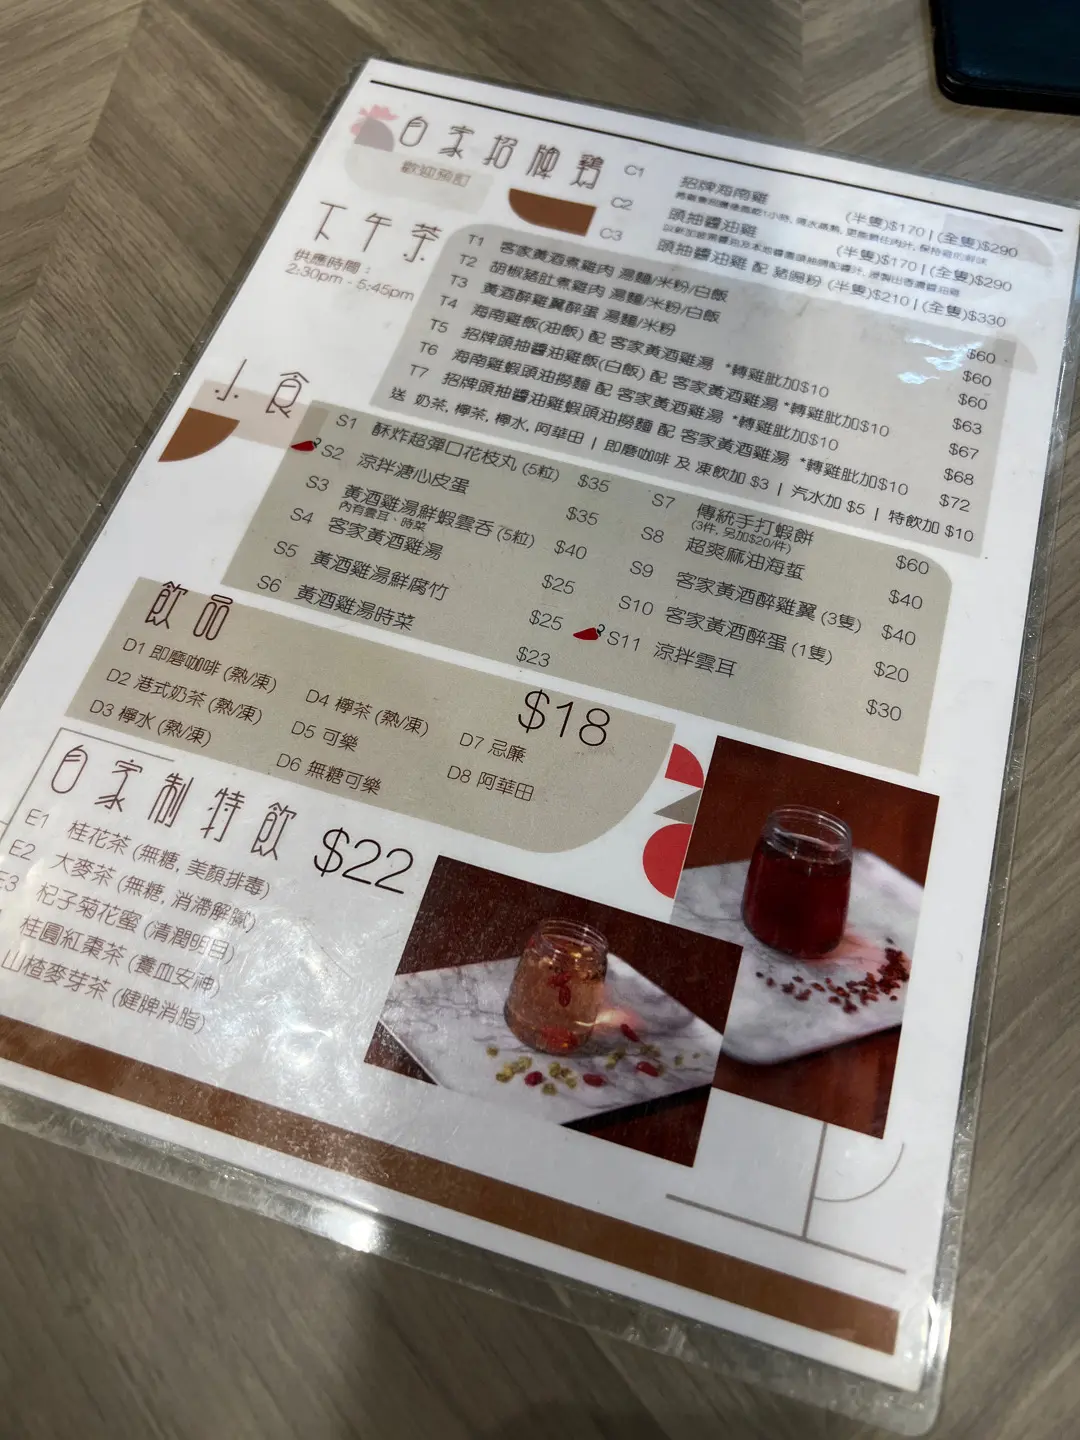 自家招牌鷄
歡迎預訂
C1 招牌海南雞 (半隻)$170 | (全隻)$290
C2 頭抽醬油雞 (半隻)$170 | (全隻)$290
C3 頭抽醬油雞 配 豬腸粉 (半隻)$210 | (全隻)$330
下午茶
供應時間：
2:30pm - 5:45pm
T1 客家黃酒煮雞肉 湯麵/米粉/白飯 $60
T2 胡椒豬肚煮雞肉 湯麵/米粉/白飯 $60
T3 黃酒醉雞翼醉蛋 湯麵/米粉 $60
T4 海南雞飯(油飯) 配 客家黃酒雞湯 *轉雞肶加$10 $63
T5 招牌頭抽醬油雞飯(白飯) 配 客家黃酒雞湯 *轉雞肶加$10 $67
T6 海南雞蝦頭油撈麵 配 客家黃酒雞湯 *轉雞肶加$10 $68
T7 招牌頭抽醬油雞蝦頭油撈麵 配 客家黃酒雞湯 *轉雞肶加$10 $72
送 奶茶, 檸茶, 檸水, 阿華田 | 即磨咖啡 及 凍飲加 $3 | 汽水加 $5 | 特飲加 $10
小食
S1 酥炸超彈口花枝丸 (5粒) $35
S2 涼拌溏心皮蛋 $35
S3 黃酒雞湯鮮蝦雲吞 (5粒) $40
內有雲耳、時菜
S4 客家黃酒雞湯 $25
S5 黃酒雞湯鮮腐竹 $25
S6 黃酒雞湯時菜 $23
S7 傳統手打蝦餅 $60
(3件, 另加$20/件)
S8 超爽麻油海蜇 $40
S9 客家黃酒醉雞翼 (3隻) $40
S10 客家黃酒醉蛋 (1隻) $20
S11 涼拌雲耳 $30
飲品
$18
D1 即磨咖啡 (熱/凍)
D2 港式奶茶 (熱/凍)
D3 檸水 (熱/凍)
D4 檸茶 (熱/凍)
D5 可樂
D6 無糖可樂
D7 忌廉
D8 阿華田
自家制特飲 $22
E1 桂花茶 (無糖, 美顏排毒)
E2 大麥茶 (無糖, 消滯解膩)
E3 杞子菊花蜜 (清潤明目)
桂圓紅棗茶 (養血安神)
山楂麥芽茶 (健脾消脂)